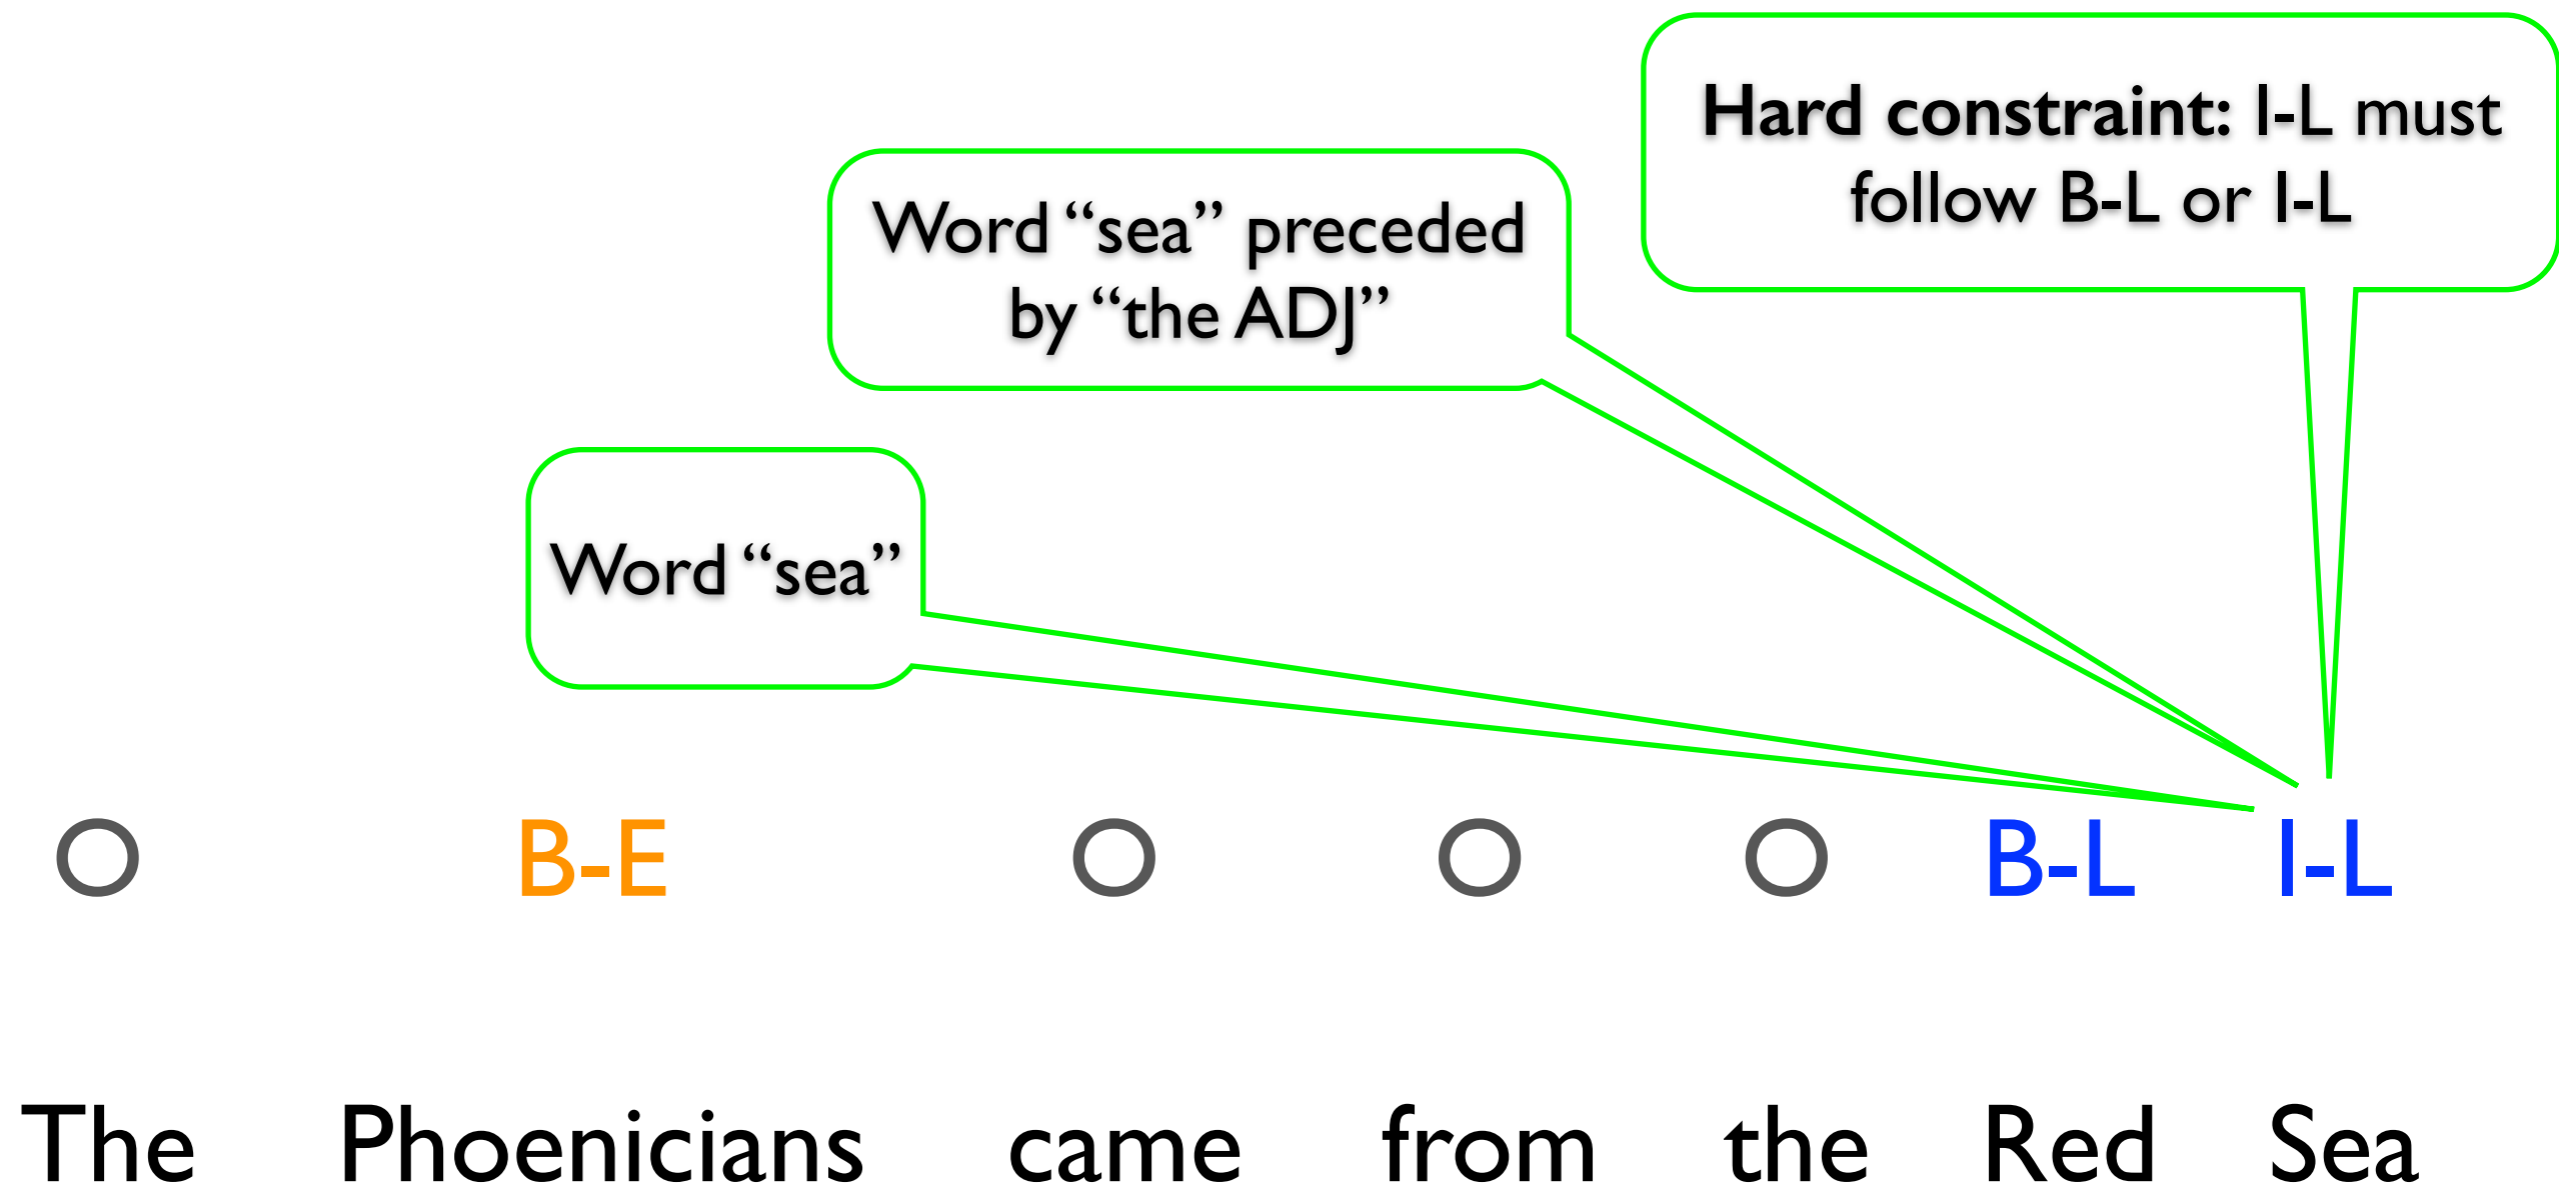 Hard constraint: I-L must
follow B-L or I-L
Word “sea” preceded
by “the ADJ”
Word “sea”
O B-E O O O B-L I-L
The Phoenicians came from the Red Sea